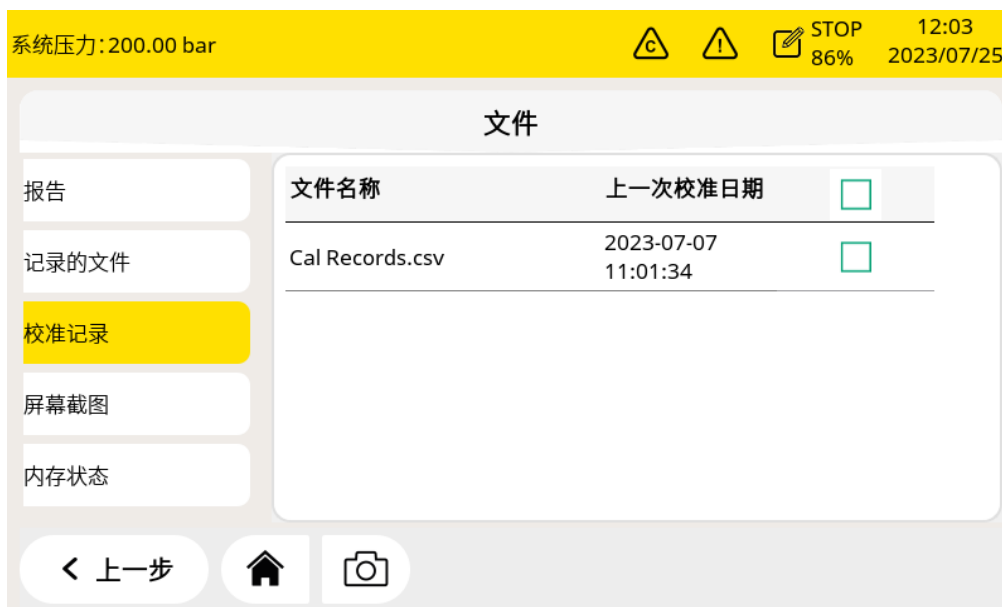 系统压力:200.00 bar
C
!
STOP
86%
12:03
2023/07/25
文件
报告
记录的文件
校准记录
屏幕截图
内存状态
文件名称 上一次校准日期
Cal Records.csv 2023-07-07
11:01:34
上一步